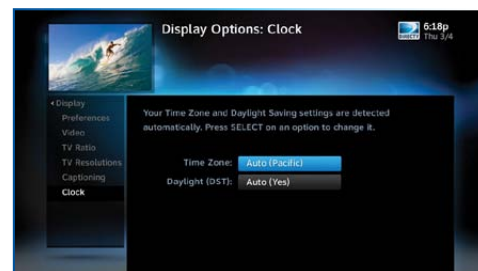 Display Options: Clock
DIRECTV
6:18p
Thu 3/4
Display
Preferences
Video
TV Ratio
TV Resolutions
Captioning
Clock
Your Time Zone and Daylight Saving settings are detected
automatically. Press SELECT on an option to change it.
Time Zone: Auto (Pacific)
Daylight (DST): Auto (Yes)